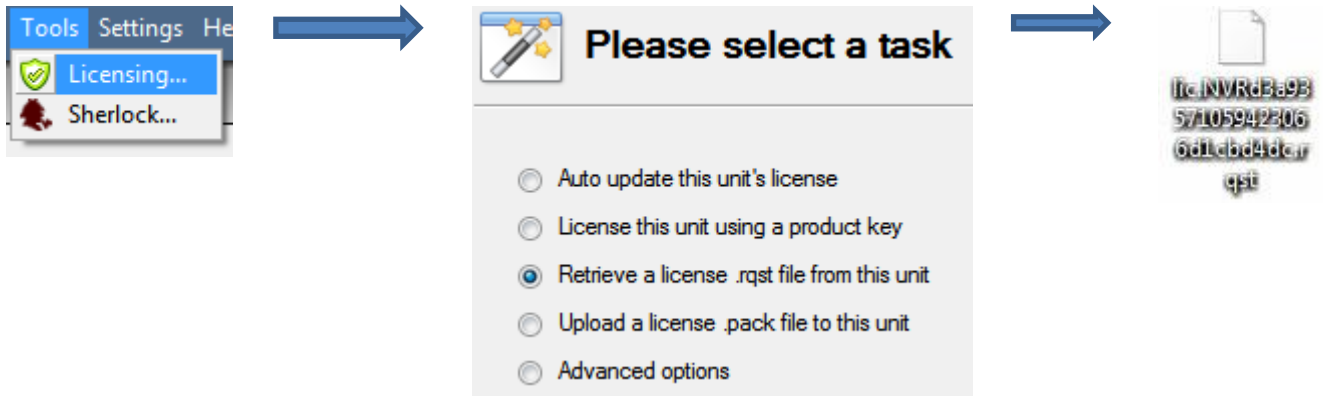 Tools Settings He
Licensing...
Sherlock...
Please select a task
Auto update this unit's license
License this unit using a product key
Retrieve a license .rqst file from this unit
Upload a license .pack file to this unit
Advanced options
lic.NVRd3a93
57105942306
6d1cbd4dc.r
qst